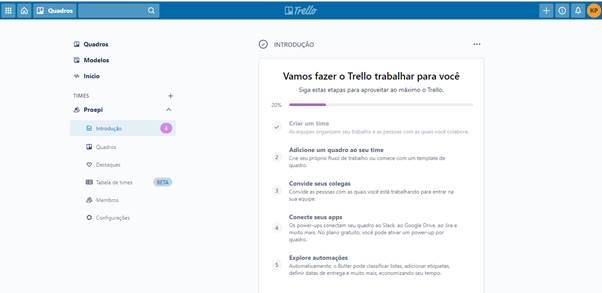 Quadros
Trello
KP
Quadros
Modelos
Início
TIMES
Proepi
Introdução
4
Quadros
Destaques
Tabela de times BETA
Membros
Configurações
INTRODUÇÃO
Vamos fazer o Trello trabalhar para você
Siga estas etapas para aproveitar ao máximo o Trello.
20%
Criar um time
As equipes organizam seu trabalho e as pessoas com as quais você colabora.
2 Adicione um quadro ao seu time
Crie seu próprio fluxo de trabalho ou comece com um template de
quadro.
3 Convide seus colegas
Convide as pessoas com as quais você está trabalhando para entrar na
sua equipe.
4 Conecte seus apps
Os power-ups conectam seu quadro ao Slack, ao Google Drive, ao Jira e
muito mais. No plano gratuito, você pode ativar um power-up por
quadro.
5 Explore automações
Automaticamente, o Butler pode classificar listas, adicionar etiquetas,
definir datas de entrega e muito mais, economizando seu tempo.